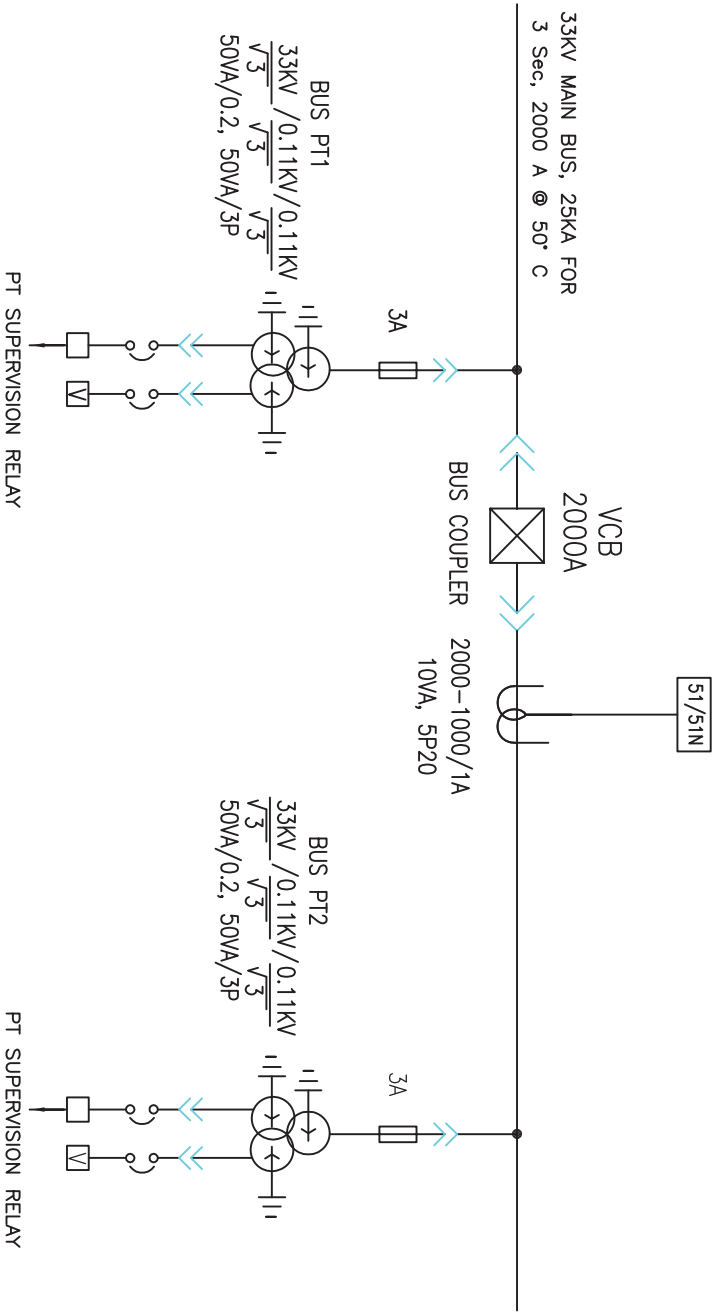 33KV MAIN BUS, 25KA FOR
3 Sec, 2000 A @ 50° C
VCB
2000A
BUS COUPLER
51/51N
2000-1000/1A
10VA, 5P20
3A
BUS PT1
33KV /0.11KV/0.11KV
√3 √3 √3
50VA/0.2, 50VA/3P
V
PT SUPERVISION RELAY
3A
BUS PT2
33KV /0.11KV/0.11KV
√3 √3 √3
50VA/0.2, 50VA/3P
V
PT SUPERVISION RELAY